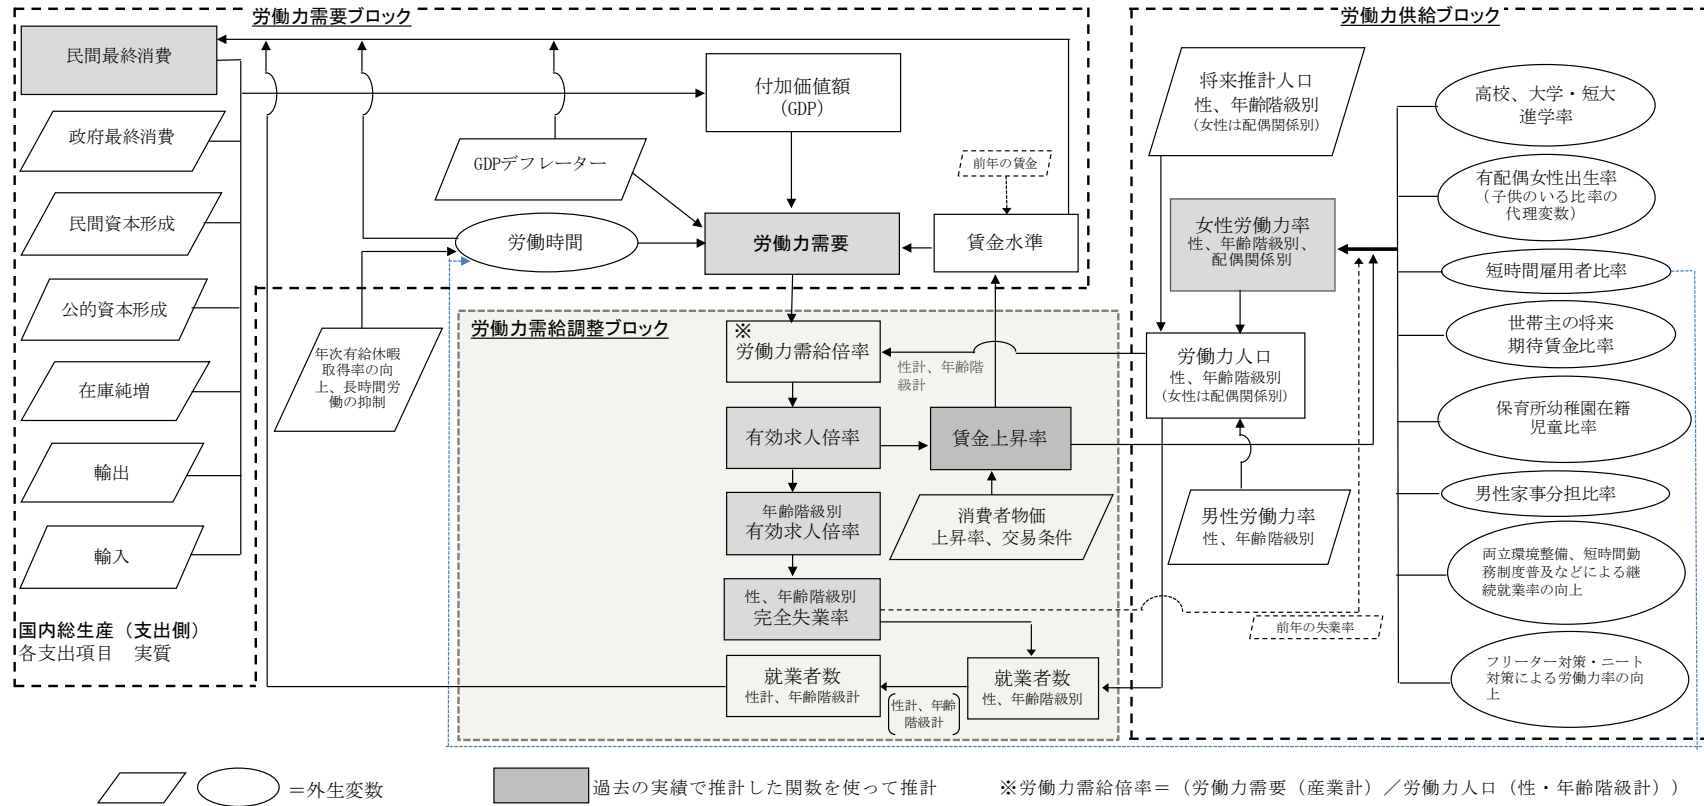 労働力需要ブロック
民間最終消費
政府最終消費
民間資本形成
公的資本形成
在庫純増
輸出
輸入
国内総生産（支出側）
各支出項目　実質
付加価値額
（GDP）
GDPデフレーター
前年の賃金
労働時間
労働力需要
賃金水準
年次有給休暇
取得率の向
上、長時間労
働の抑制
労働力需給調整ブロック
※
労働力需給倍率
性計、年齢階
級計
有効求人倍率
賃金上昇率
年齢階級別
有効求人倍率
消費者物価
上昇率、交易条件
性、年齢階級別
完全失業率
就業者数
性計、年齢階級計
性計、年齢
階級計
就業者数
性、年齢階級別
労働力供給ブロック
将来推計人口
性、年齢階級別
（女性は配偶関係別）
女性労働力率
性、年齢階級別、
配偶関係別
労働力人口
性、年齢階級別
（女性は配偶関係別）
男性労働力率
性、年齢階級別
前年の失業率
高校、大学・短大
進学率
有配偶女性出生率
（子供のいる比率の
代理変数）
短時間雇用者比率
世帯主の将来
期待賃金比率
保育所幼稚園在籍
児童比率
男性家事分担比率
両立環境整備、短時間勤
務制度普及などによる継
続就業率の向上
フリーター対策・ニート
対策による労働力率の向
上
＝外生変数
過去の実績で推計した関数を使って推計
※労働力需給倍率＝（労働力需要（産業計）／労働力人口（性・年齢階級計））